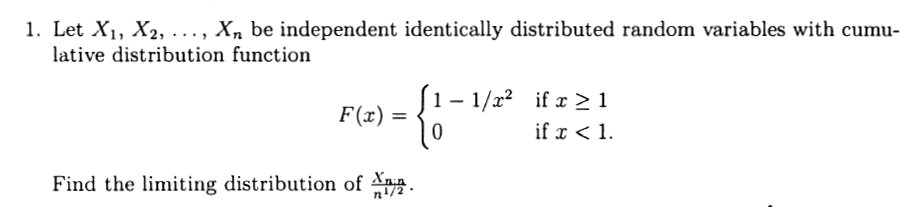 1. Let X₁, X₂, ..., Xₙ be independent identically distributed random variables with cumu-
lative distribution function
F(x) = { 1 − 1/x² if x ≥ 1
0 if x < 1.
Find the limiting distribution of Xₙ:ₙ / n^{1/2}.